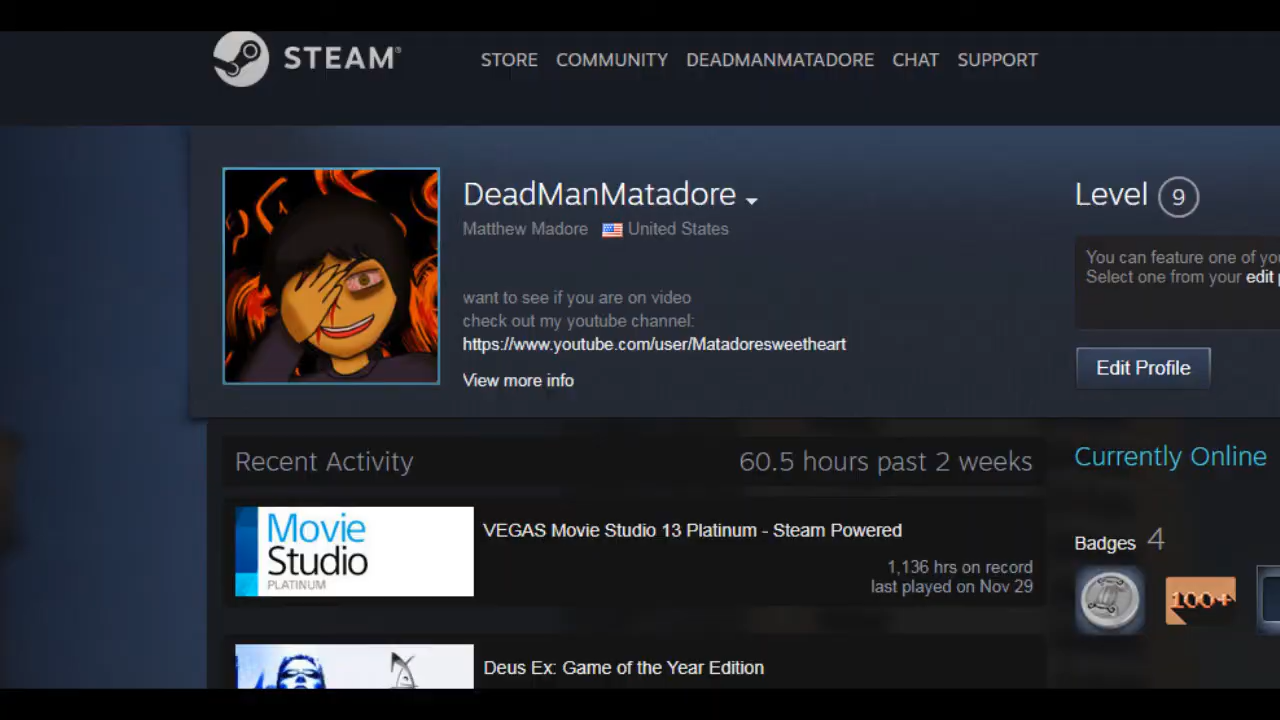 STEAM®
STORE COMMUNITY DEADMANMATADORE CHAT SUPPORT
DeadManMatadore
Matthew Madore United States
want to see if you are on video
check out my youtube channel:
https://www.youtube.com/user/Matadoresweetheart
View more info
Level 9
You can feature one of
Select one from your edit
Edit Profile
Recent Activity 60.5 hours past 2 weeks
Currently Online
Movie
Studio
PLATINUM
VEGAS Movie Studio 13 Platinum - Steam Powered
1,136 hrs on record
last played on Nov 29
Badges 4
100+
Deus Ex: Game of the Year Edition